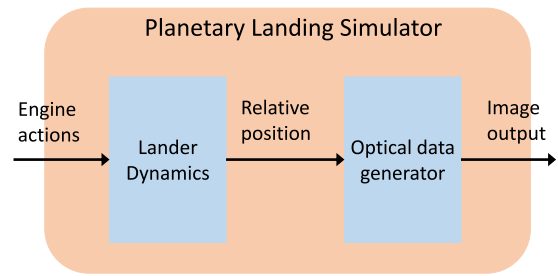 Planetary Landing Simulator
Engine
actions
Lander
Dynamics
Relative
position
Optical data
generator
Image
output